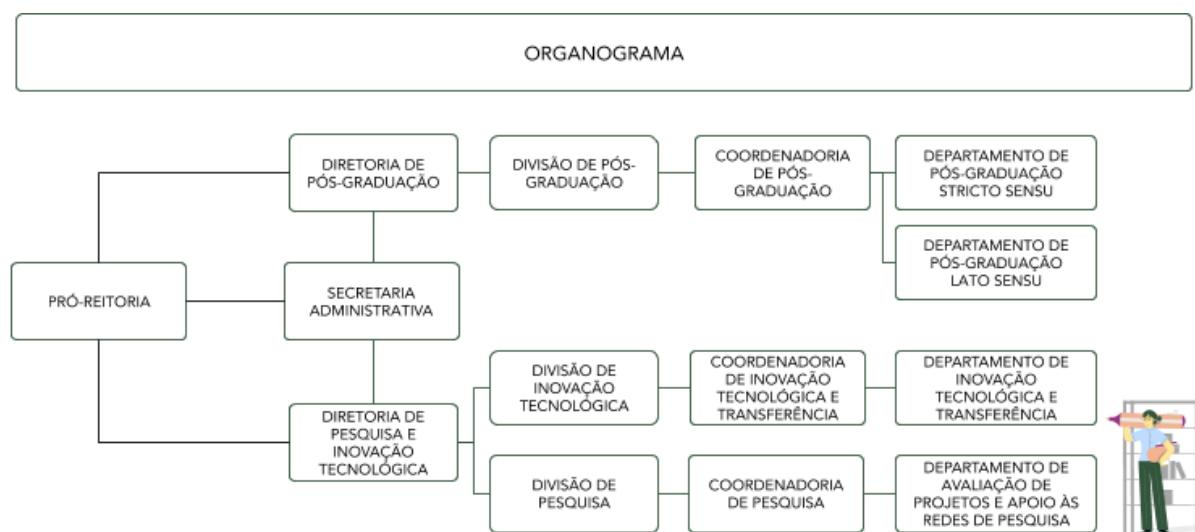 ORGANOGRAMA
DIRETORIA DE
PÓS-GRADUAÇÃO
DIVISÃO DE PÓS-
GRADUAÇÃO
COORDENADORIA
DE PÓS-
GRADUAÇÃO
DEPARTAMENTO DE
PÓS-GRADUAÇÃO
STRICTO SENSU
DEPARTAMENTO DE
PÓS-GRADUAÇÃO
LATO SENSU
PRÓ-REITORIA
SECRETARIA
ADMINISTRATIVA
DIRETORIA DE
PESQUISA E
INOVAÇÃO
TECNOLÓGICA
DIVISÃO DE
INOVAÇÃO
TECNOLÓGICA
COORDENADORIA
DE INOVAÇÃO
TECNOLÓGICA E
TRANSFERÊNCIA
DEPARTAMENTO DE
INOVAÇÃO
TECNOLÓGICA E
TRANSFERÊNCIA
DIVISÃO DE
PESQUISA
COORDENADORIA
DE PESQUISA
DEPARTAMENTO DE
AVALIAÇÃO DE
PROJETOS E APOIO ÀS
REDES DE PESQUISA